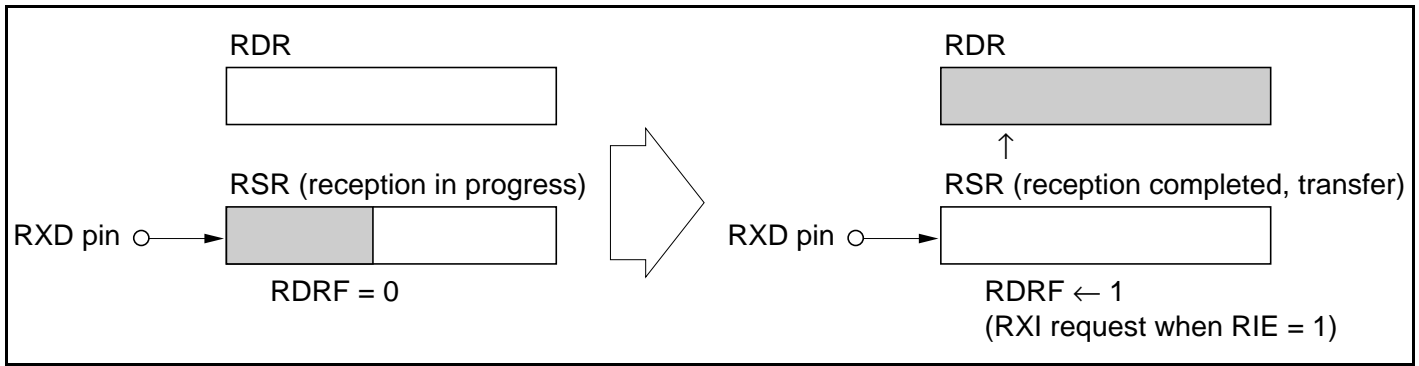 RDR
RSR (reception in progress)
RXD pin
RDRF = 0
RDR
↑
RSR (reception completed, transfer)
RXD pin
RDRF ← 1
(RXI request when RIE = 1)